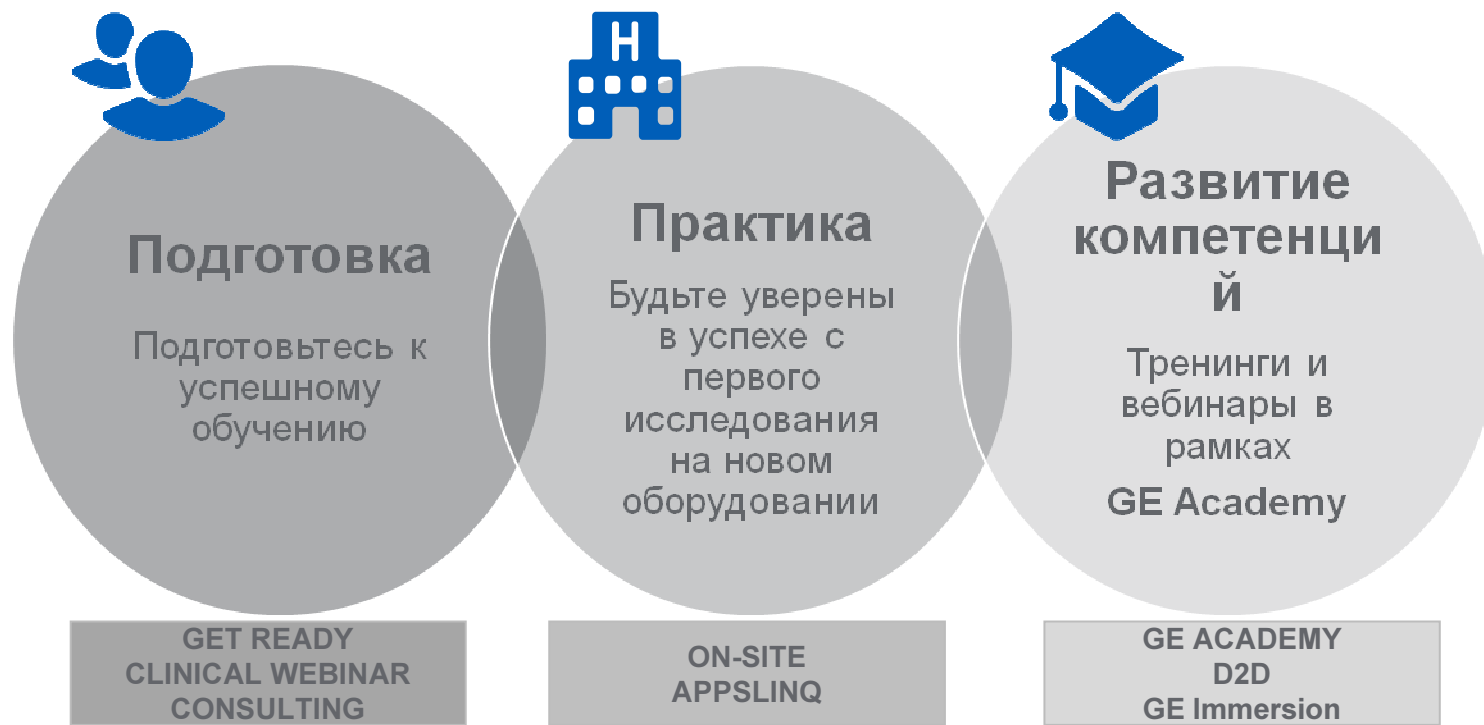 Подготовка
Подготовьтесь к
успешному
обучению
GET READY
CLINICAL WEBINAR
CONSULTING
H
Практика
Будьте уверены
в успехе с
первого
исследования
на новом
оборудовании
ON-SITE
APPSLINQ
Развитие
компетенци
й
Тренинги и
вебинары в
рамках
GE Academy
GE ACADEMY
D2D
GE Immersion